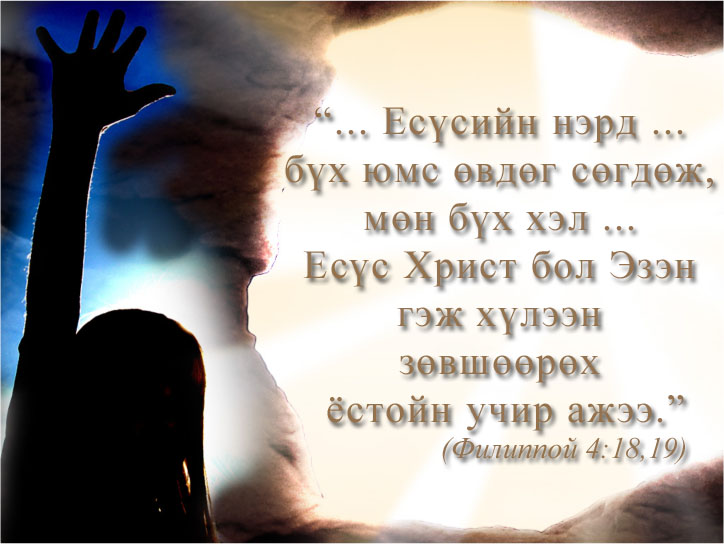 “... Есүсийн нэрд ...
бүх юмс өвдөг сөгдөж,
мөн бүх хэл ...
Есүс Христ бол Эзэн
гэж хүлээн
зөвшөөрөх
ёстойн учир ажээ.”
(Филиппой 4:18,19)